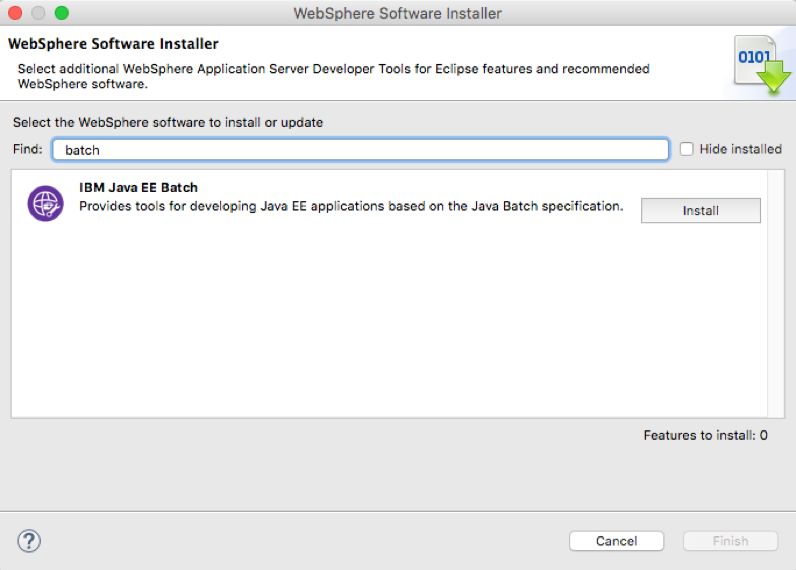 WebSphere Software Installer
WebSphere Software Installer
Select additional WebSphere Application Server Developer Tools for Eclipse features and recommended
WebSphere software.
0101
Select the WebSphere software to install or update
Find: batch
Hide installed
IBM Java EE Batch
Provides tools for developing Java EE applications based on the Java Batch specification.
Install
Features to install: 0
?
Cancel
Finish